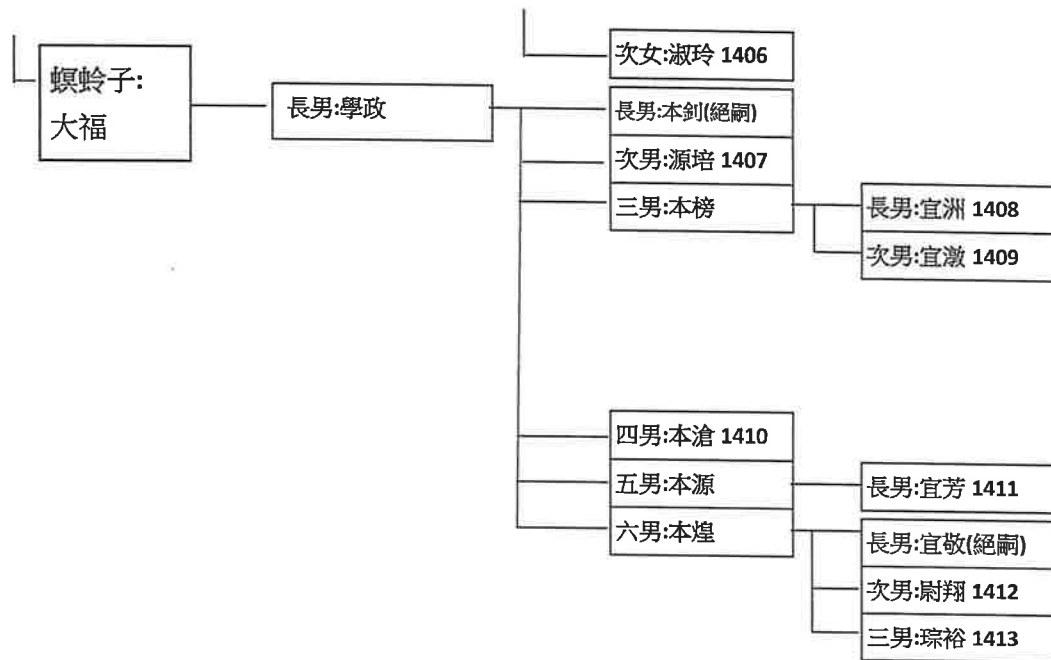 螟蛉子:
大福
長男:學政
次女:淑玲 1406
長男:本釗(絕嗣)
次男:源培 1407
三男:本榜
長男:宜洲 1408
次男:宜澂 1409
四男:本滄 1410
五男:本源
長男:宜芳 1411
六男:本煌
長男:宜敬(絕嗣)
次男:尉翔 1412
三男:琮裕 1413